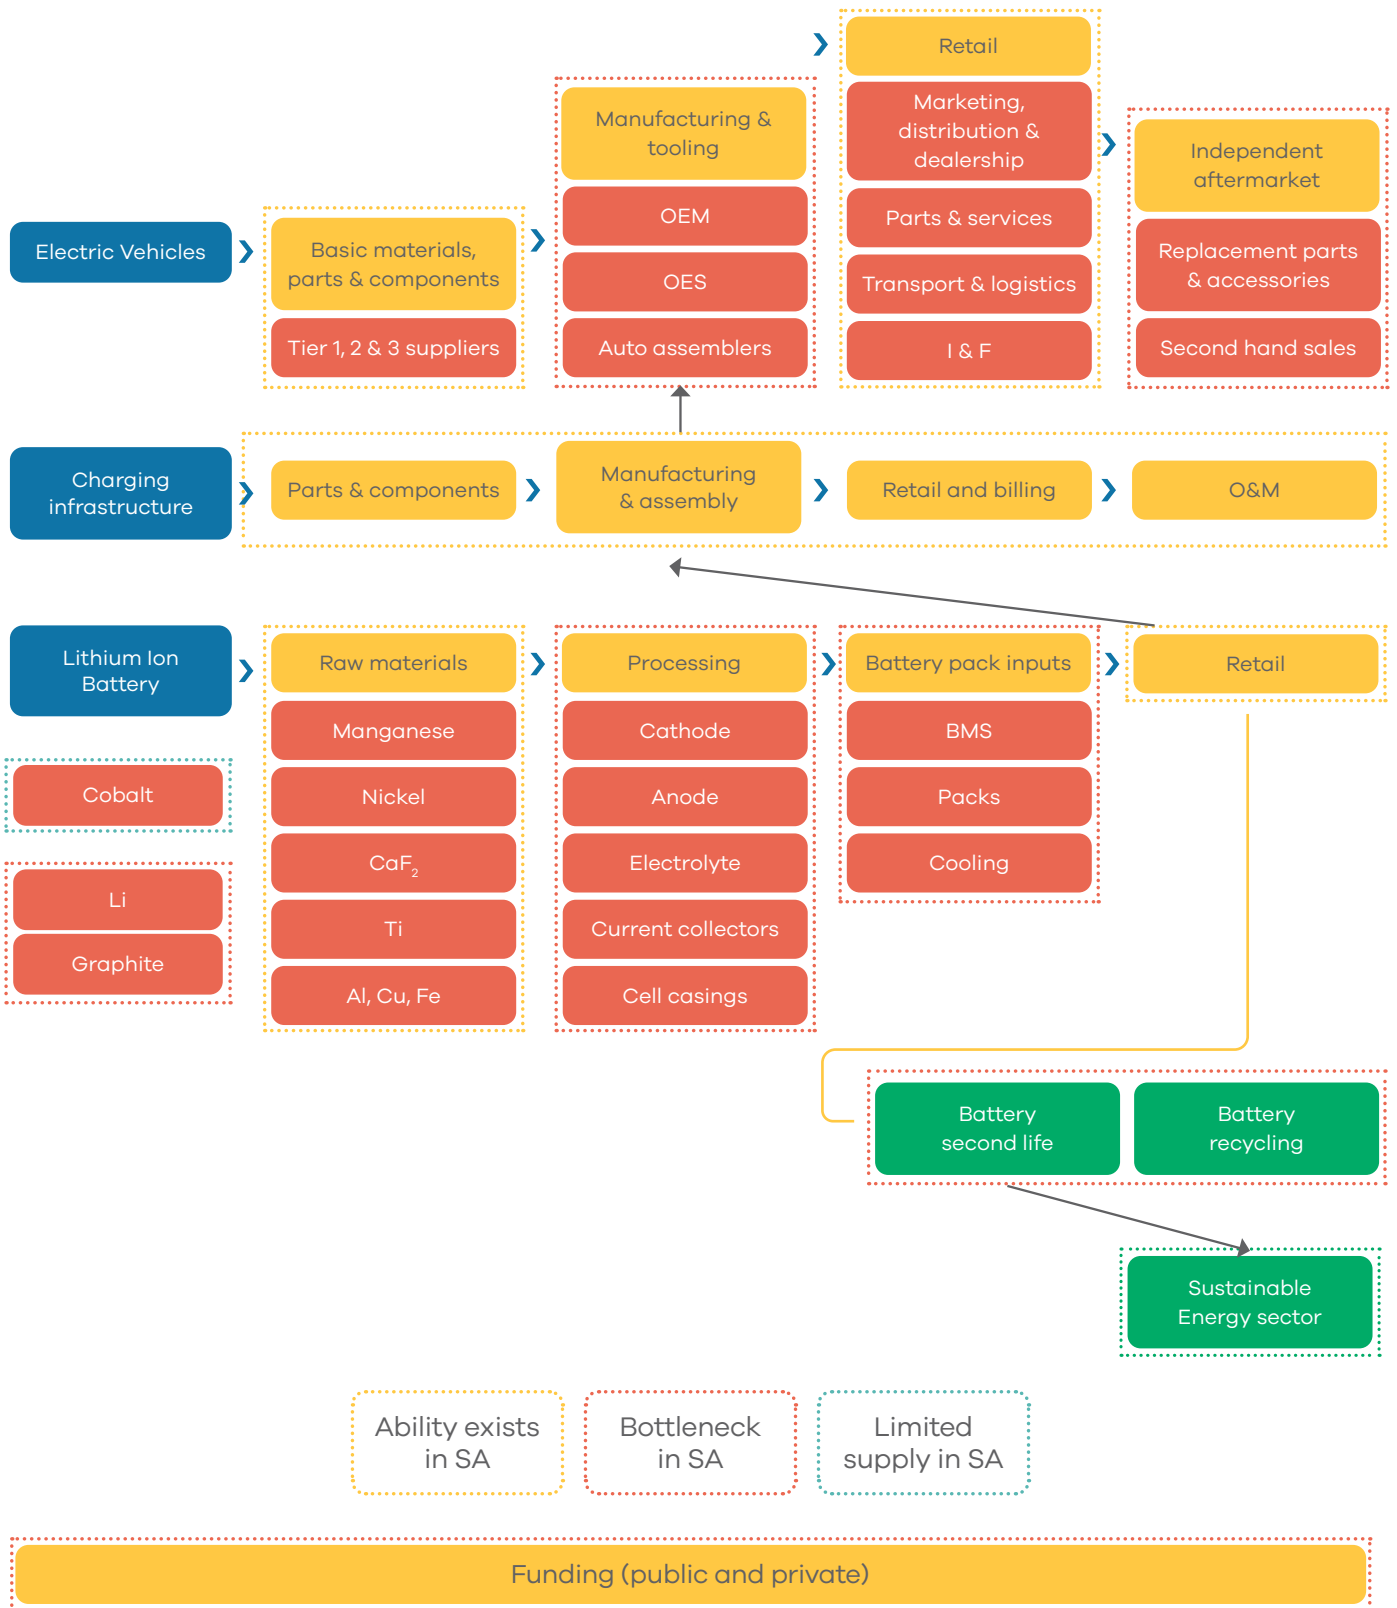 Electric Vehicles
Basic materials,
parts & components
Tier 1, 2 & 3 suppliers
Manufacturing &
tooling
OEM
OES
Auto assemblers
Retail
Marketing,
distribution &
dealership
Parts & services
Transport & logistics
I & F
Independent
aftermarket
Replacement parts
& accessories
Second hand sales
Charging
infrastructure
Parts & components
Manufacturing
& assembly
Retail and billing
O&M
Lithium Ion
Battery
Cobalt
Li
Graphite
Raw materials
Manganese
Nickel
CaF₂
Ti
Al, Cu, Fe
Processing
Cathode
Anode
Electrolyte
Current collectors
Cell casings
Battery pack inputs
BMS
Packs
Cooling
Retail
Battery
second life
Battery
recycling
Sustainable
Energy sector
Ability exists
in SA
Bottleneck
in SA
Limited
supply in SA
Funding (public and private)